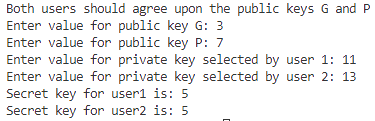 Both users should agree upon the public keys G and P
Enter value for public key G: 3
Enter value for public key P: 7
Enter value for private key selected by user 1: 11
Enter value for private key selected by user 2: 13
Secret key for user1 is: 5
Secret key for user2 is: 5